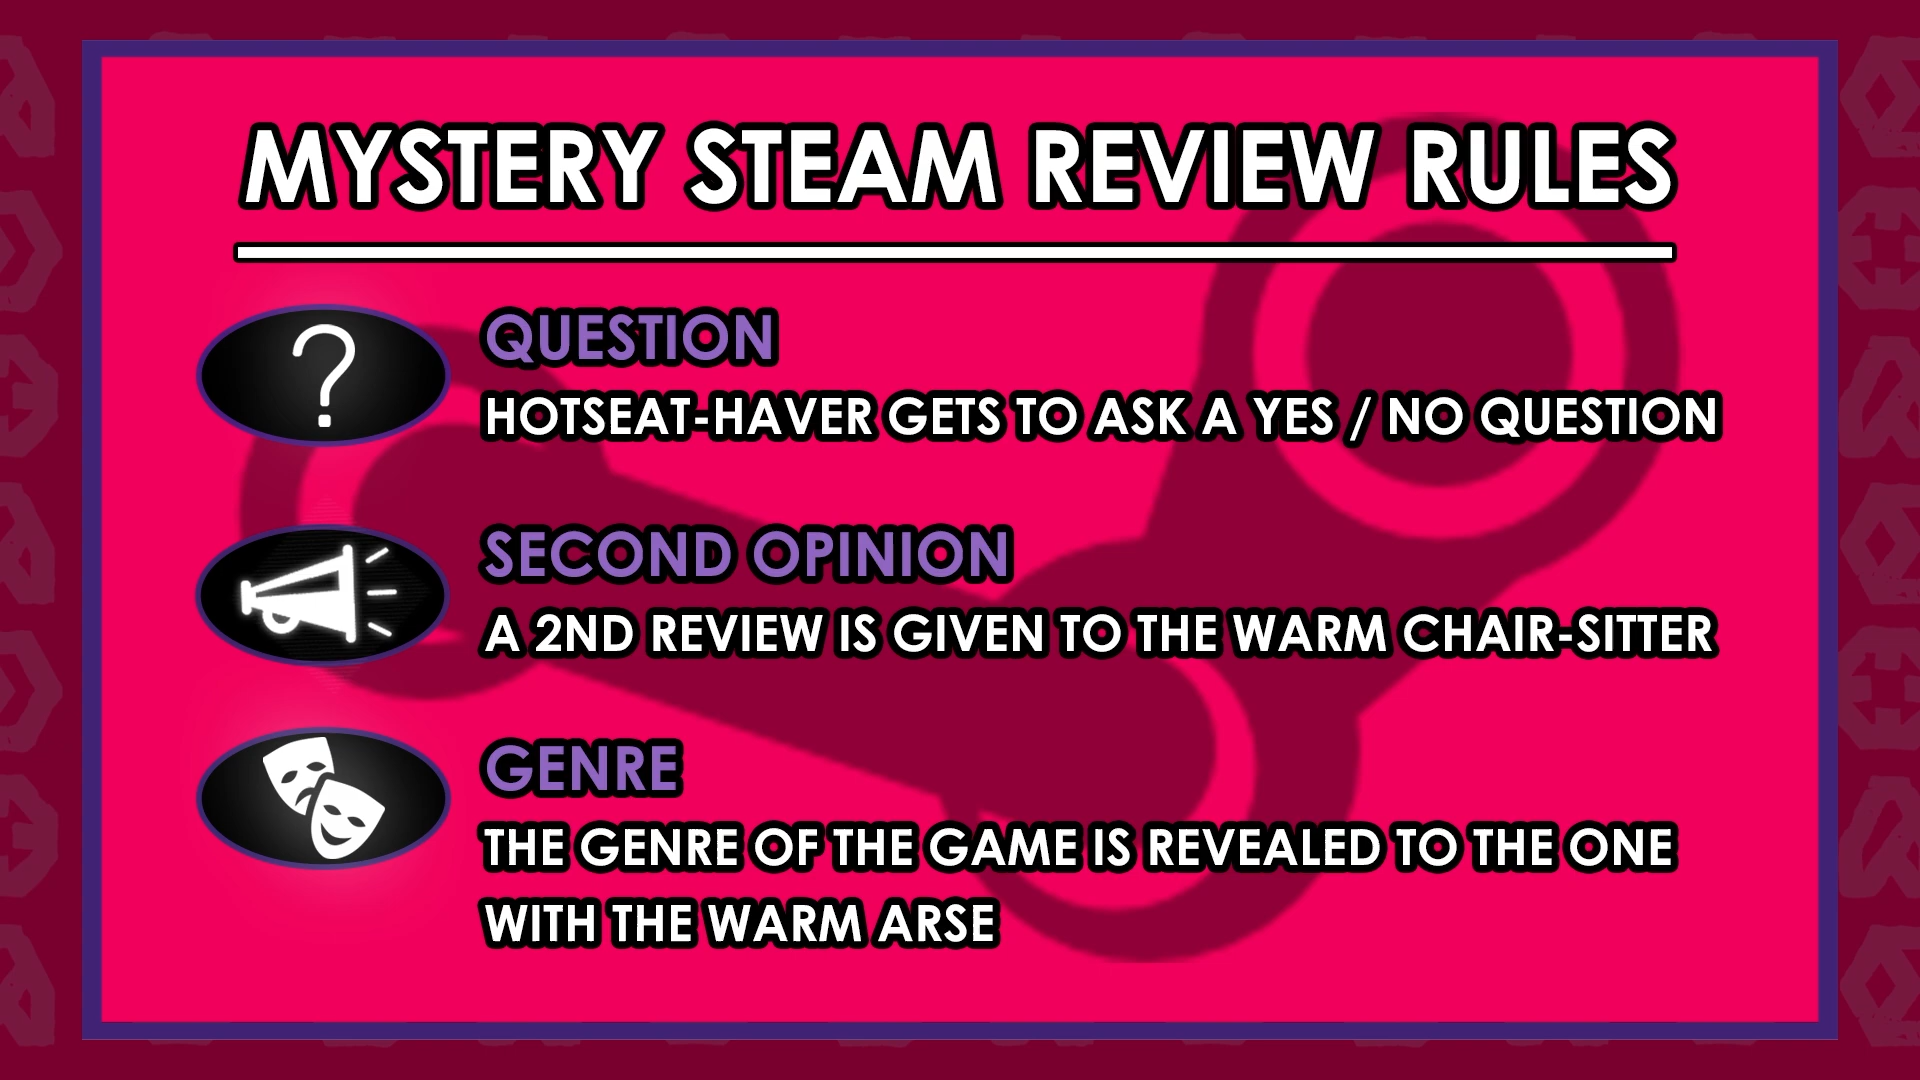 MYSTERY STEAM REVIEW RULES
?
QUESTION
HOTSEAT-HAVER GETS TO ASK A YES / NO QUESTION
SECOND OPINION
A 2ND REVIEW IS GIVEN TO THE WARM CHAIR-SITTER
GENRE
THE GENRE OF THE GAME IS REVEALED TO THE ONE
WITH THE WARM ARSE